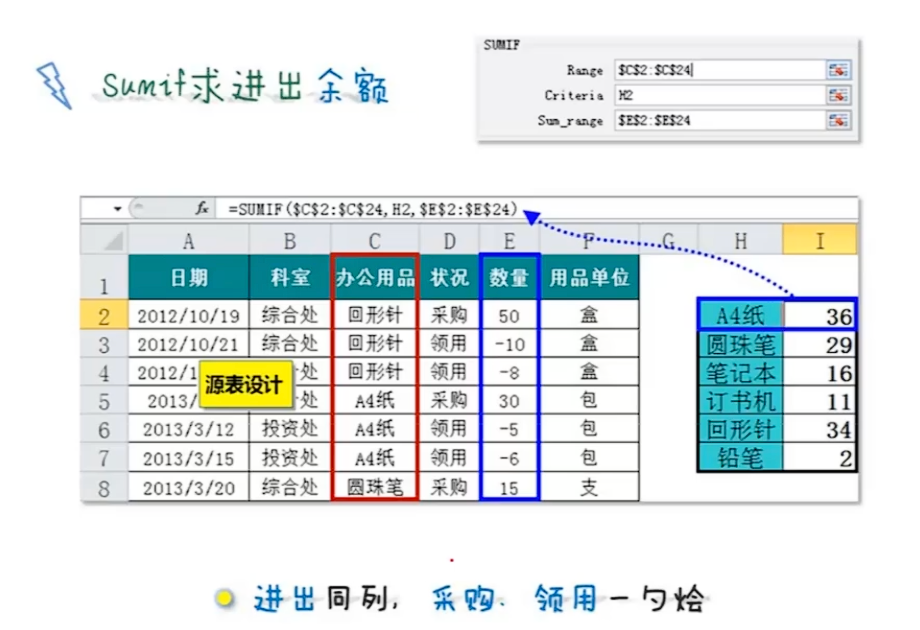 Sumif求进出余额
SUMIF
Range $C$2:$C$24
Criteria H2
Sum_range $E$2:$E$24
fx =SUMIF($C$2:$C$24,H2,$E$2:$E$24)
A B C D E F G H I
1 日期 科室 办公用品 状况 数量 用品单位
2 2012/10/19 综合处 回形针 采购 50 盒 A4纸 36
3 2012/10/21 综合处 回形针 领用 -10 盒 圆珠笔 29
4 2012/1 处 回形针 领用 -8 盒 笔记本 16
源表设计
5 2013/ 处 A4纸 采购 30 包 订书机 11
6 2013/3/12 投资处 A4纸 领用 -5 包 回形针 34
7 2013/3/15 投资处 A4纸 领用 -6 包 铅笔 2
8 2013/3/20 综合处 圆珠笔 采购 15 支
进出同列，采购、领用一勺烩